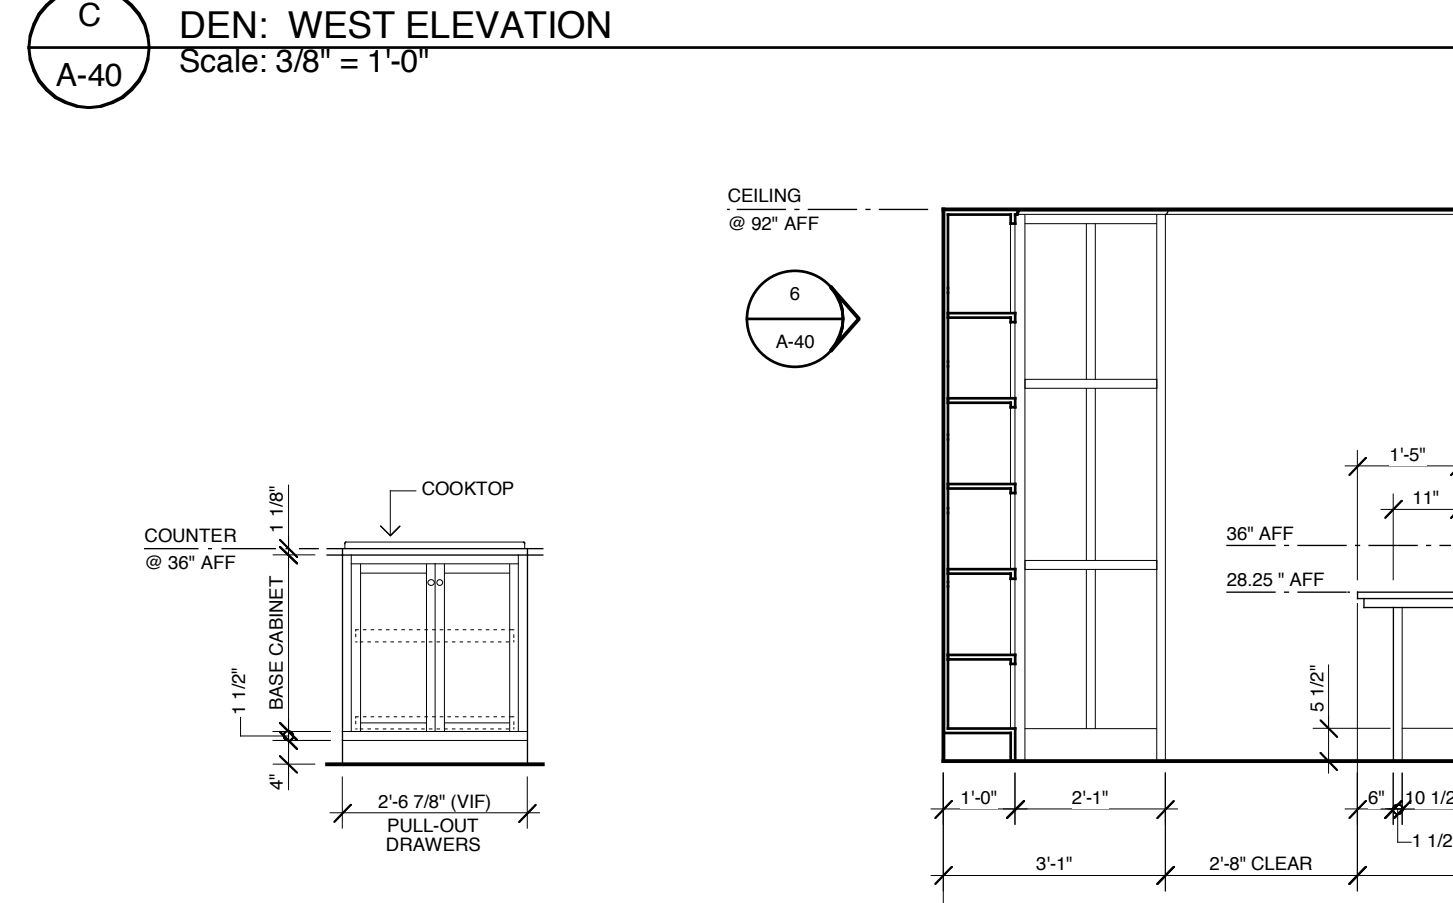 C
A-40
DEN: WEST ELEVATION
Scale: 3/8" = 1'-0"
CEILING
@ 92" AFF
6
A-40
COOKTOP
COUNTER
@ 36" AFF
1 1/8"
BASE CABINET
1 1/2"
4"
2'-6 7/8" (VIF)
PULL-OUT
DRAWERS
1'-5"
11"
36" AFF
28.25 " AFF
5 1/2"
1'-0"
2'-1"
6"
10 1/2
1 1/2
3'-1"
2'-8" CLEAR